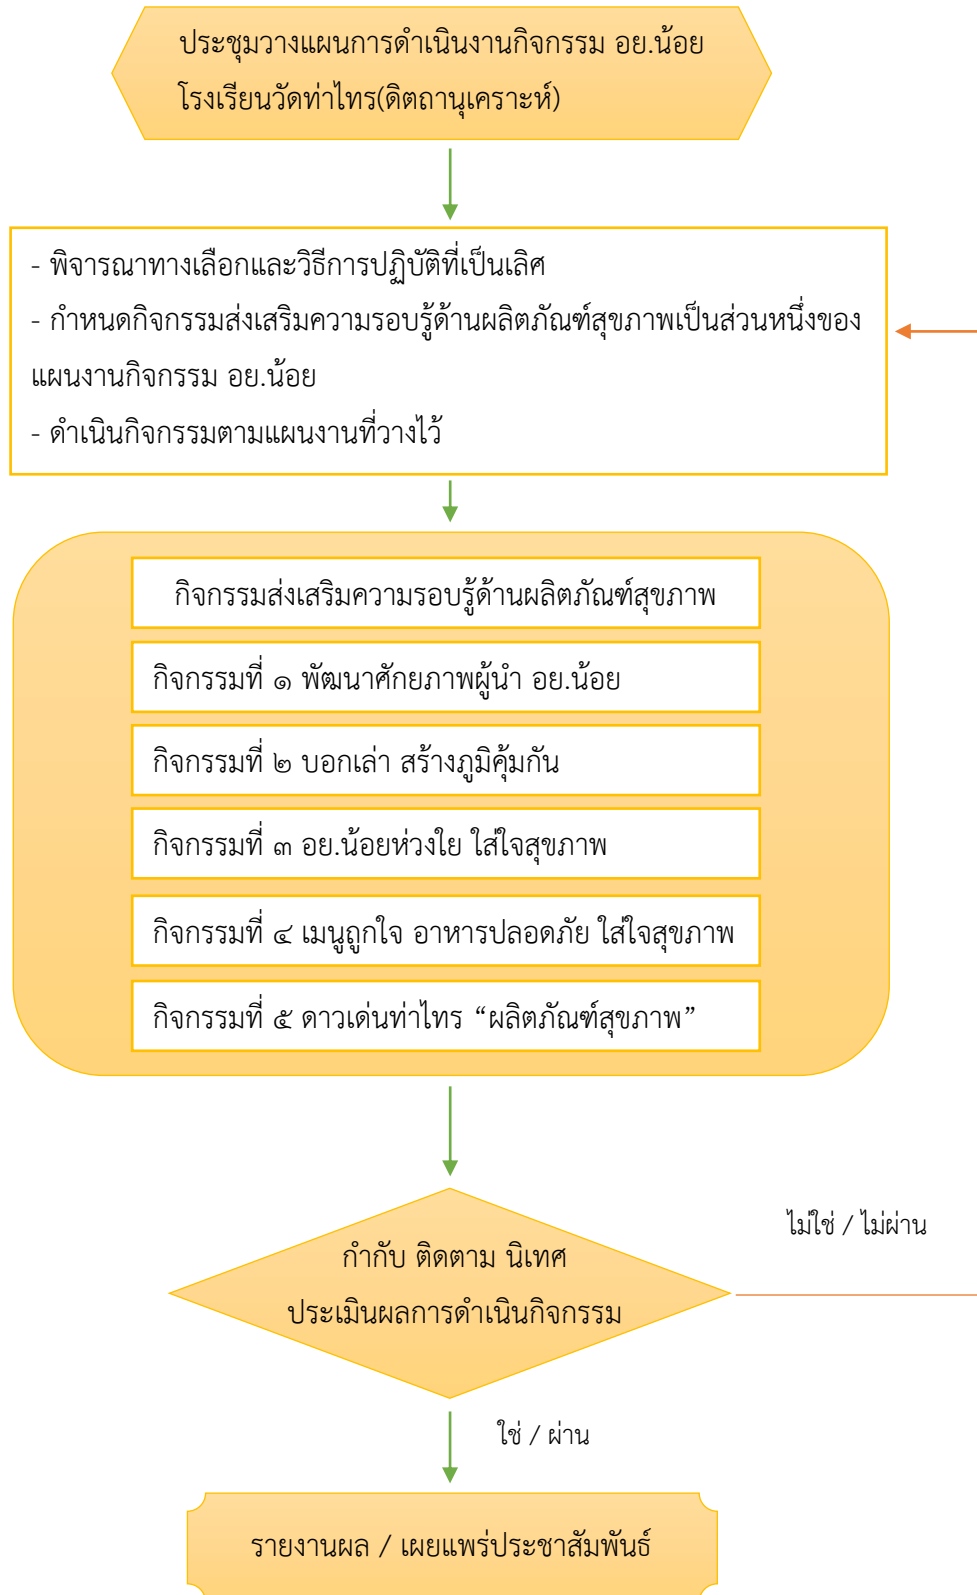 ประชุมวางแผนการดำเนินงานกิจกรรม อย.น้อย
โรงเรียนวัดท่าไทร(ดิตถานุเคราะห์)
- พิจารณาทางเลือกและวิธีการปฏิบัติที่เป็นเลิศ
- กำหนดกิจกรรมส่งเสริมความรอบรู้ด้านผลิตภัณฑ์สุขภาพเป็นส่วนหนึ่งของ
แผนงานกิจกรรม อย.น้อย
- ดำเนินกิจกรรมตามแผนงานที่วางไว้
กิจกรรมส่งเสริมความรอบรู้ด้านผลิตภัณฑ์สุขภาพ
กิจกรรมที่ ๑ พัฒนาศักยภาพผู้นำ อย.น้อย
กิจกรรมที่ ๒ บอกเล่า สร้างภูมิคุ้มกัน
กิจกรรมที่ ๓ อย.น้อยห่วงใย ใส่ใจสุขภาพ
กิจกรรมที่ ๔ เมนูถูกใจ อาหารปลอดภัย ใส่ใจสุขภาพ
กิจกรรมที่ ๕ ดาวเด่นท่าไทร “ผลิตภัณฑ์สุขภาพ”
ไม่ใช่ / ไม่ผ่าน
กำกับ ติดตาม นิเทศ
ประเมินผลการดำเนินกิจกรรม
ใช่ / ผ่าน
รายงานผล / เผยแพร่ประชาสัมพันธ์